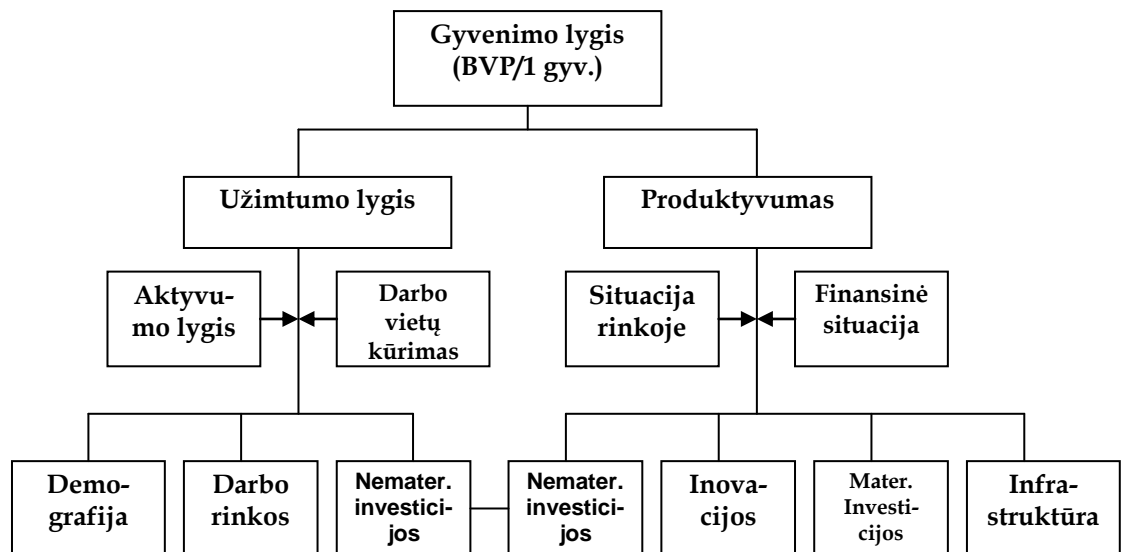 Gyvenimo lygis
(BVP/1 gyv.)
Užimtumo lygis
Produktyvumas
Aktyvu-
mo lygis
Darbo
vietų
kūrimas
Situacija
rinkoje
Finansinė
situacija
Demo-
grafija
Darbo
rinkos
Nemater.
investici-
jos
Nemater.
investici-
jos
Inova-
cijos
Mater.
Investi-
cijos
Infra-
struktūra